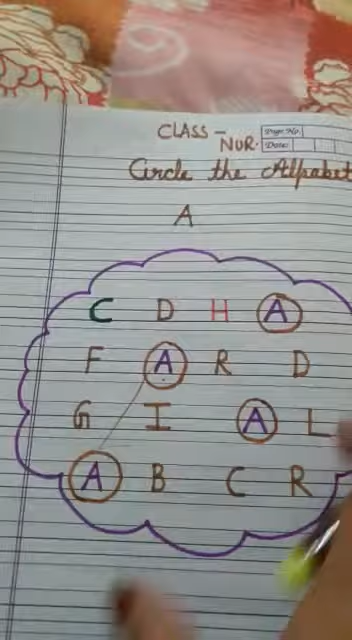 CLASS - NUR.
Page No.
Date:
Circle the Alphabet
A
C D H A
F A R D
G I A L
A B C R